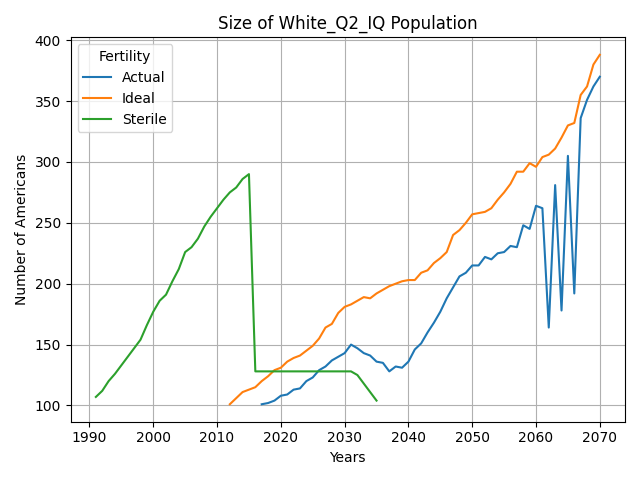 Size of White_Q2_IQ Population
Number of Americans
400
350
300
250
200
150
100
Fertility
Actual
Ideal
Sterile
1990 2000 2010 2020 2030 2040 2050 2060 2070
Years